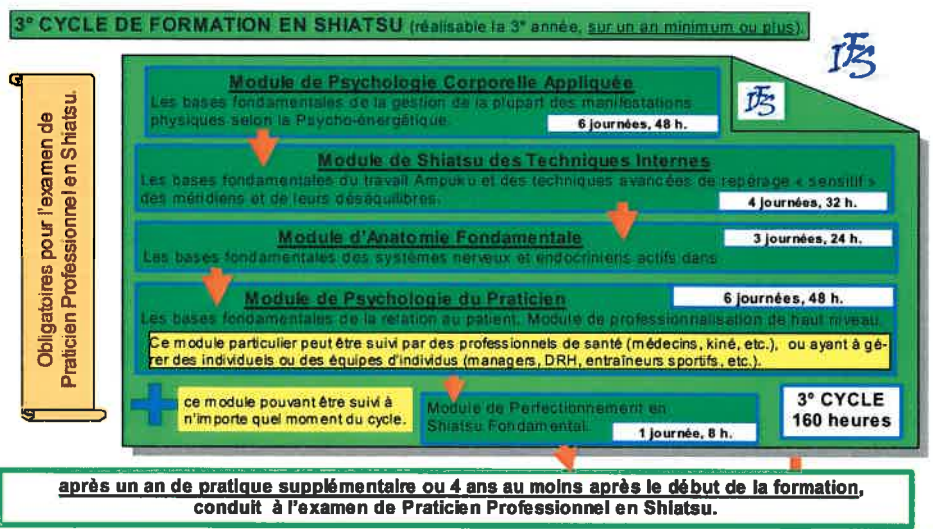 3° CYCLE DE FORMATION EN SHIATSU (réalisable la 3° année, sur un an minimum ou plus).
IFS
Obligatoires pour l'examen de
Praticien Professionnel en Shiatsu.
IFS
Module de Psychologie Corporelle Appliquée
Les bases fondamentales de la gestion de la plupart des manifestations
physiques selon la Psycho-énergétique.
6 journées, 48 h.
Module de Shiatsu des Techniques Internes
Les bases fondamentales du travail Ampuku et des techniques avancées de repérage « sensitif »
des méridiens et de leurs déséquilibres.
4 journées, 32 h.
Module d'Anatomie Fondamentale
3 journées, 24 h.
Les bases fondamentales des systèmes nerveux et endocriniens actifs dans
Module de Psychologie du Praticien
6 journées, 48 h.
Les bases fondamentales de la relation au patient. Module de professionnalisation de haut niveau.
Ce module particulier peut être suivi par des professionnels de santé (médecins, kiné, etc.), ou ayant à gé-
rer des individuels ou des équipes d'individus (managers, DRH, entraîneurs sportifs, etc.).
ce module pouvant être suivi à
n'importe quel moment du cycle.
Module de Perfectionnement en
Shiatsu Fondamental.
1 journée, 8 h.
3° CYCLE
160 heures
après un an de pratique supplémentaire ou 4 ans au moins après le début de la formation,
conduit à l'examen de Praticien Professionnel en Shiatsu.